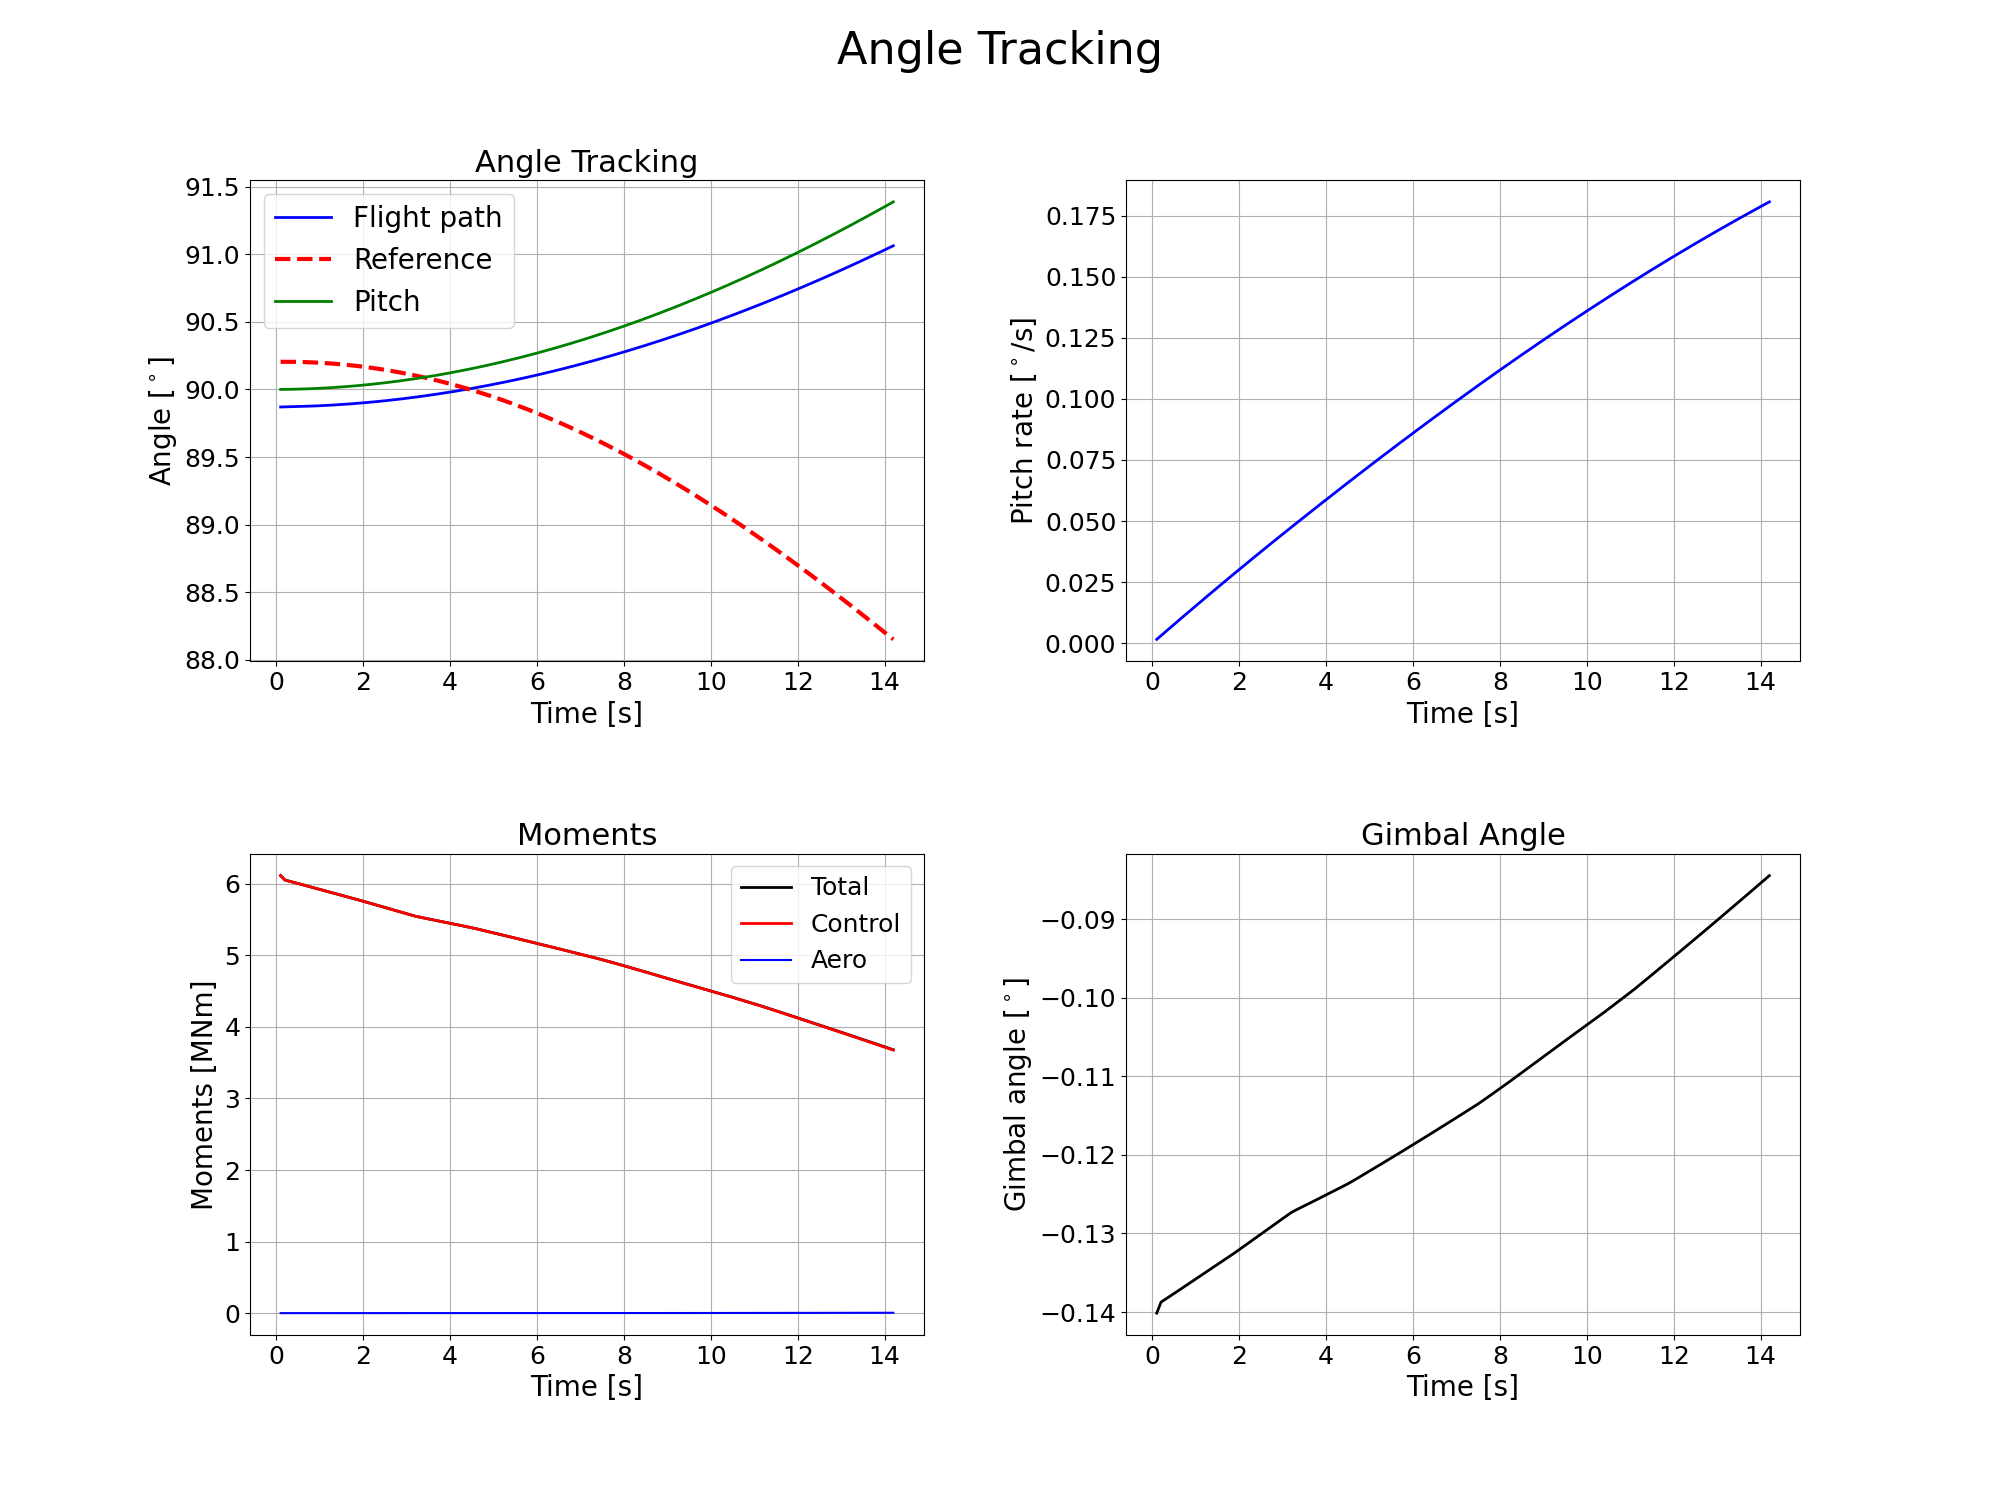 Angle Tracking
Angle Tracking
91.5
91.0
90.5
90.0
89.5
89.0
88.5
88.0
Angle [°]
Flight path
Reference
Pitch
0 2 4 6 8 10 12 14
Time [s]
0.175
0.150
0.125
0.100
0.075
0.050
0.025
0.000
Pitch rate [°/s]
0 2 4 6 8 10 12 14
Time [s]
Moments
6
5
4
3
2
1
0
Moments [MNm]
Total
Control
Aero
0 2 4 6 8 10 12 14
Time [s]
Gimbal Angle
−0.09
−0.10
−0.11
−0.12
−0.13
−0.14
Gimbal angle [°]
0 2 4 6 8 10 12 14
Time [s]